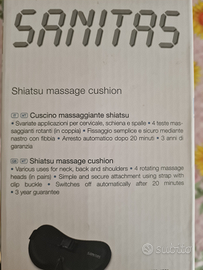 SANITAS
Shiatsu massage cushion
IT Cuscino massaggiante shiatsu
• Svariate applicazioni per cervicale, schiena e spalle • 4 teste mas-
saggianti rotanti (in coppia) • Fissaggio semplice e sicuro mediante
nastro con fibbia • Arresto automatico dopo 20 minuti • 3 anni di
garanzia
Shiatsu massage cushion
• Various uses for neck, back and shoulders • 4 rotating massage
heads (in pairs) • Simple and secure attachment using strap with
clip buckle • Switches off automatically after 20 minutes
• 3 year guarantee
subito.it